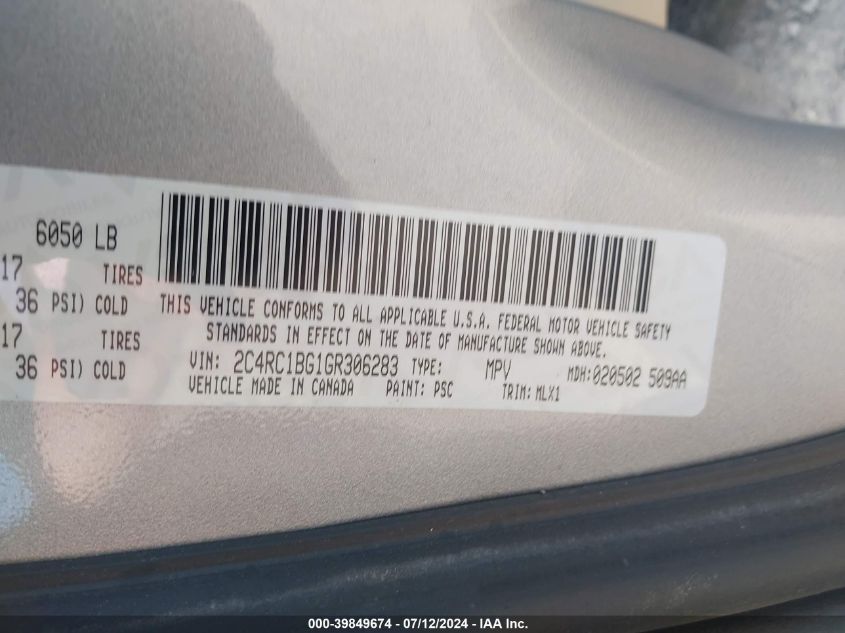 6050 LB
17 TIRES
36 PSI) COLD
17 TIRES
36 PSI) COLD
THIS VEHICLE CONFORMS TO ALL APPLICABLE U.S.A. FEDERAL MOTOR VEHICLE SAFETY
STANDARDS IN EFFECT ON THE DATE OF MANUFACTURE SHOWN ABOVE.
VIN: 2C4RC1BG1GR306283 TYPE: MPV MDH:020502 509AA
VEHICLE MADE IN CANADA PAINT: PSC TRIM: MLX1
000-39849674 - 07/12/2024 - IAA Inc.